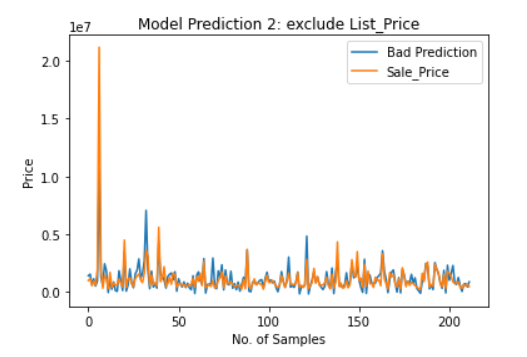 Model Prediction 2: exclude List_Price
1e7
Bad Prediction
Sale_Price
2.0
1.5
1.0
0.5
0.0
Price
0 50 100 150 200
No. of Samples